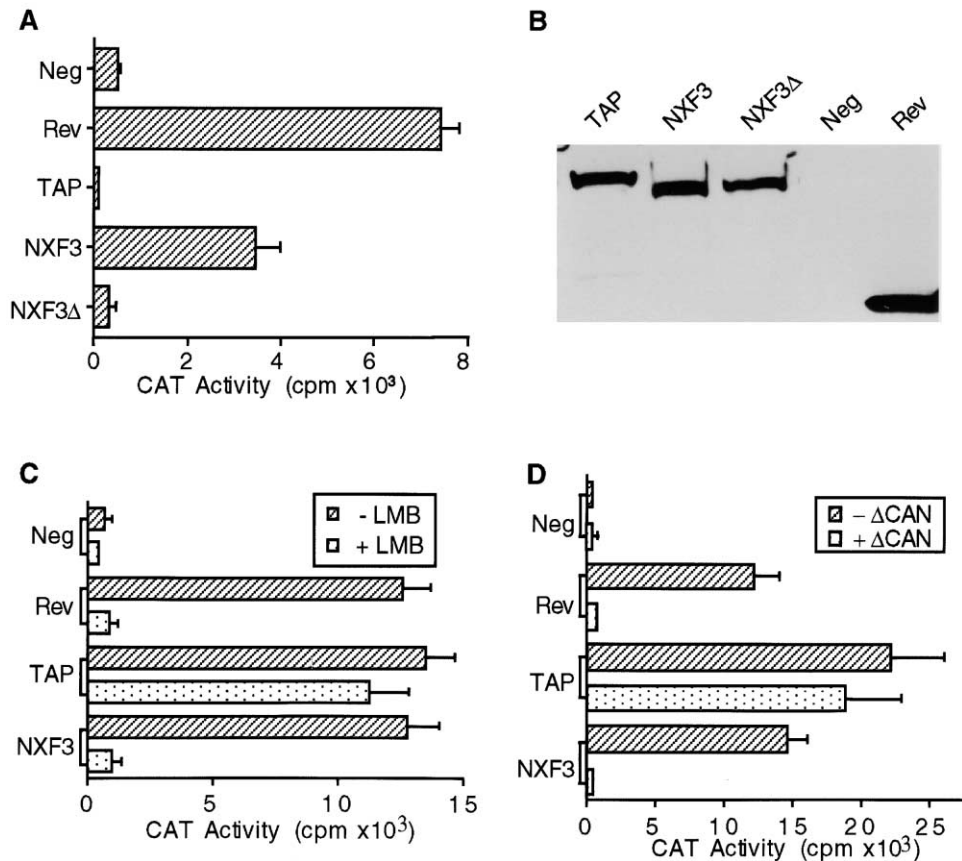 A
Neg
Rev
TAP
NXF3
NXF3Δ
0 2 4 6 8
CAT Activity (cpm x10³)
B
TAP NXF3 NXF3Δ Neg Rev
C
- LMB
+ LMB
Neg
Rev
TAP
NXF3
0 5 10 15
CAT Activity (cpm x10³)
D
- ΔCAN
+ ΔCAN
Neg
Rev
TAP
NXF3
0 5 10 15 20 25
CAT Activity (cpm x10³)